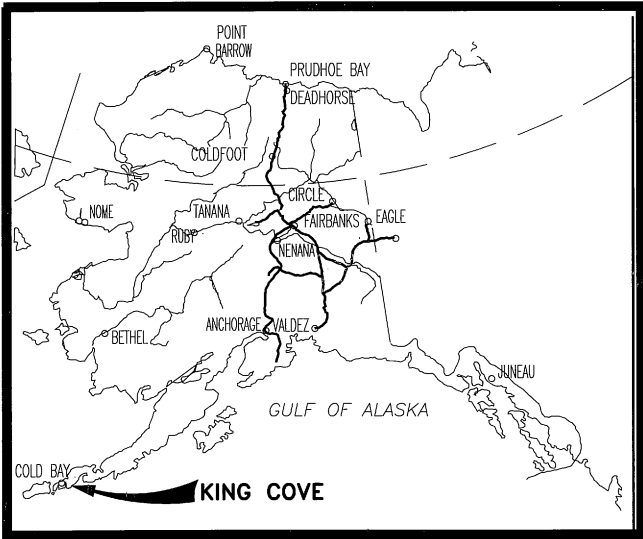 POINT
BARROW
PRUDHOE BAY
DEADHORSE
COLDFOOT
CIRCLE
NOME
TANANA
FAIRBANKS
EAGLE
RUBY
NENANA
ANCHORAGE
VALDEZ
BETHEL
JUNEAU
GULF OF ALASKA
COLD BAY
KING COVE